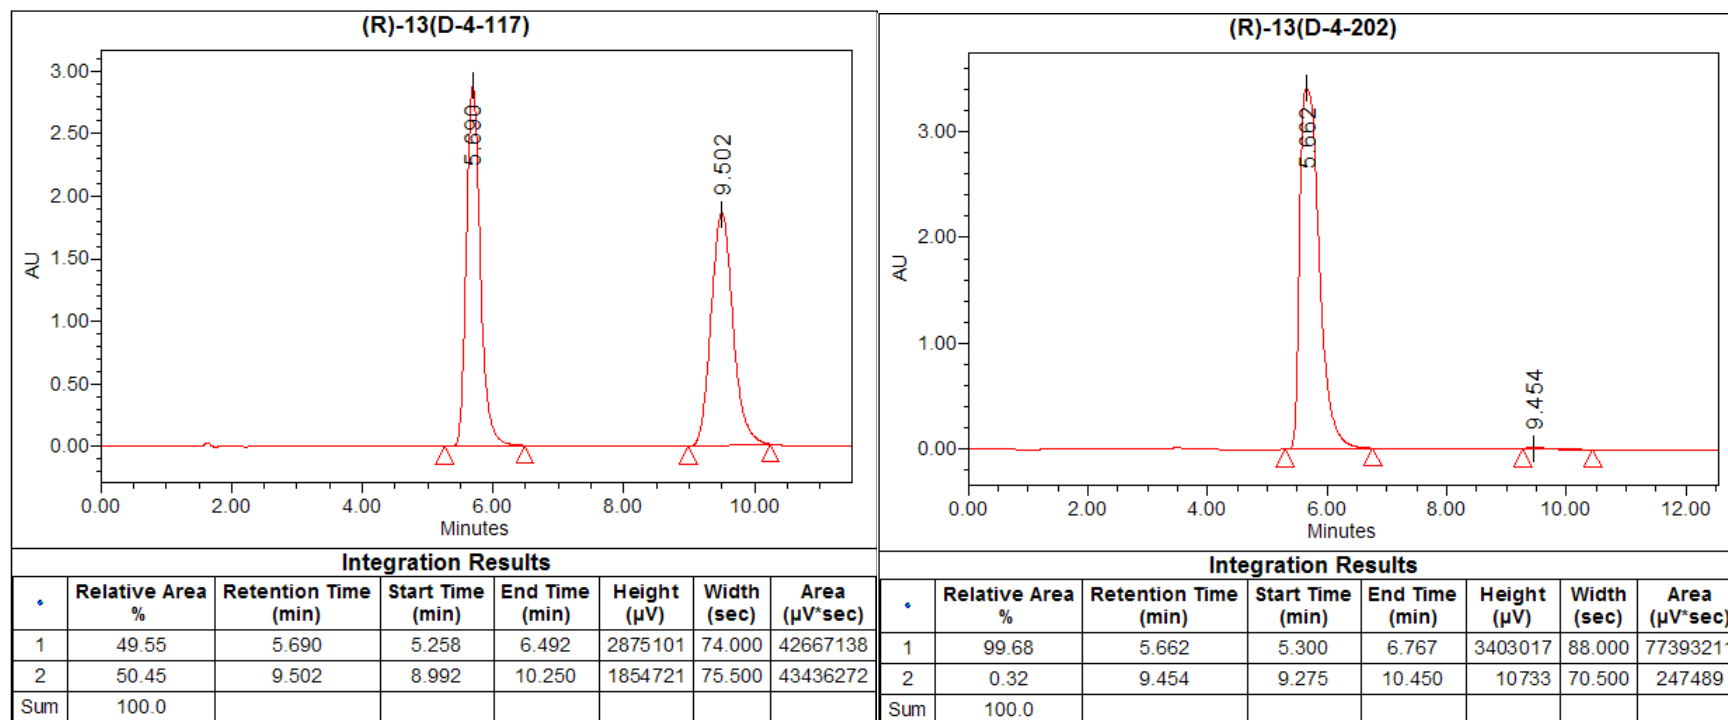 (R)-13(D-4-117)
3.00
2.50
2.00
1.50
1.00
0.50
0.00
AU
5.690
9.502
0.00 2.00 4.00 6.00 8.00 10.00
Minutes
Integration Results
Relative Area % Retention Time (min) Start Time (min) End Time (min) Height (µV) Width (sec) Area (µV*sec)
1 49.55 5.690 5.258 6.492 2875101 74.000 42667138
2 50.45 9.502 8.992 10.250 1854721 75.500 43436272
Sum 100.0
(R)-13(D-4-202)
3.00
2.00
1.00
0.00
AU
5.662
9.454
0.00 2.00 4.00 6.00 8.00 10.00 12.00
Minutes
Integration Results
Relative Area % Retention Time (min) Start Time (min) End Time (min) Height (µV) Width (sec) Area (µV*sec)
1 99.68 5.662 5.300 6.767 3403017 88.000 77393211
2 0.32 9.454 9.275 10.450 10733 70.500 247489
Sum 100.0